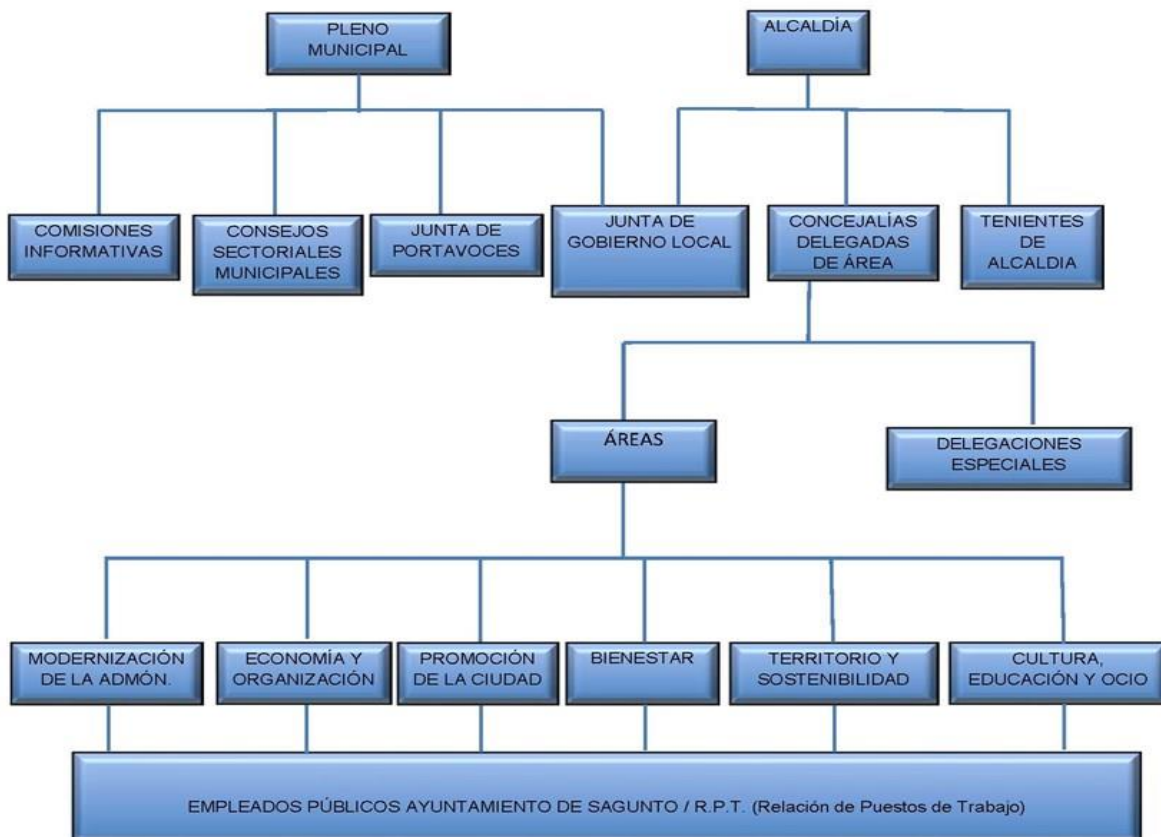 PLENO
MUNICIPAL
ALCALDÍA
COMISIONES
INFORMATIVAS
CONSEJOS
SECTORIALES
MUNICIPALES
JUNTA DE
PORTAVOCES
JUNTA DE
GOBIERNO LOCAL
CONCEJALÍAS
DELEGADAS
DE ÁREA
TENIENTES
DE
ALCALDIA
ÁREAS
DELEGACIONES
ESPECIALES
MODERNIZACIÓN
DE LA ADMÓN.
ECONOMÍA Y
ORGANIZACIÓN
PROMOCIÓN
DE LA CIUDAD
BIENESTAR
TERRITORIO Y
SOSTENIBILIDAD
CULTURA,
EDUCACIÓN Y OCIO
EMPLEADOS PÚBLICOS AYUNTAMIENTO DE SAGUNTO / R.P.T. (Relación de Puestos de Trabajo)